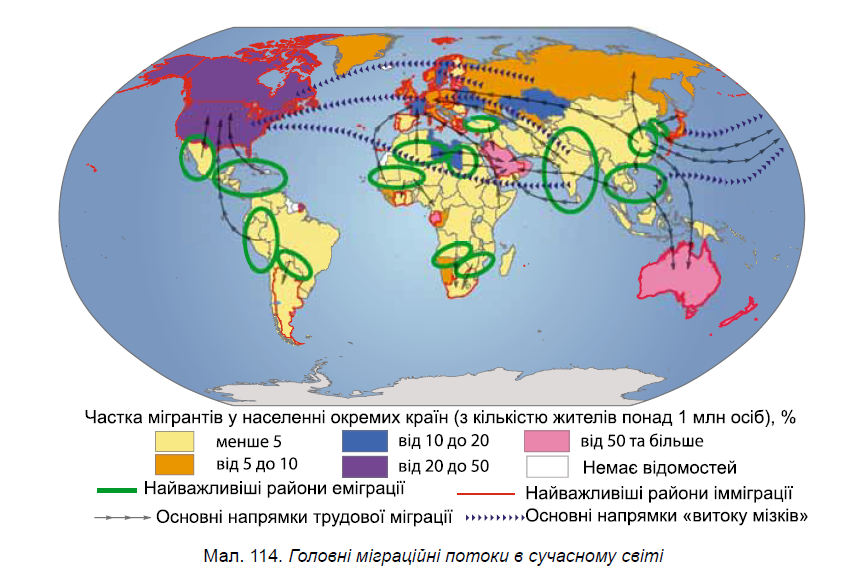 Частка мігрантів у населенні окремих країн (з кількістю жителів понад 1 млн осіб), %
менше 5 від 10 до 20 від 50 та більше
від 5 до 10 від 20 до 50 Немає відомостей
Найважливіші райони еміграції Найважливіші райони імміграції
Основні напрямки трудової міграції Основні напрямки «витоку мізків»
Мал. 114. Головні міграційні потоки в сучасному світі